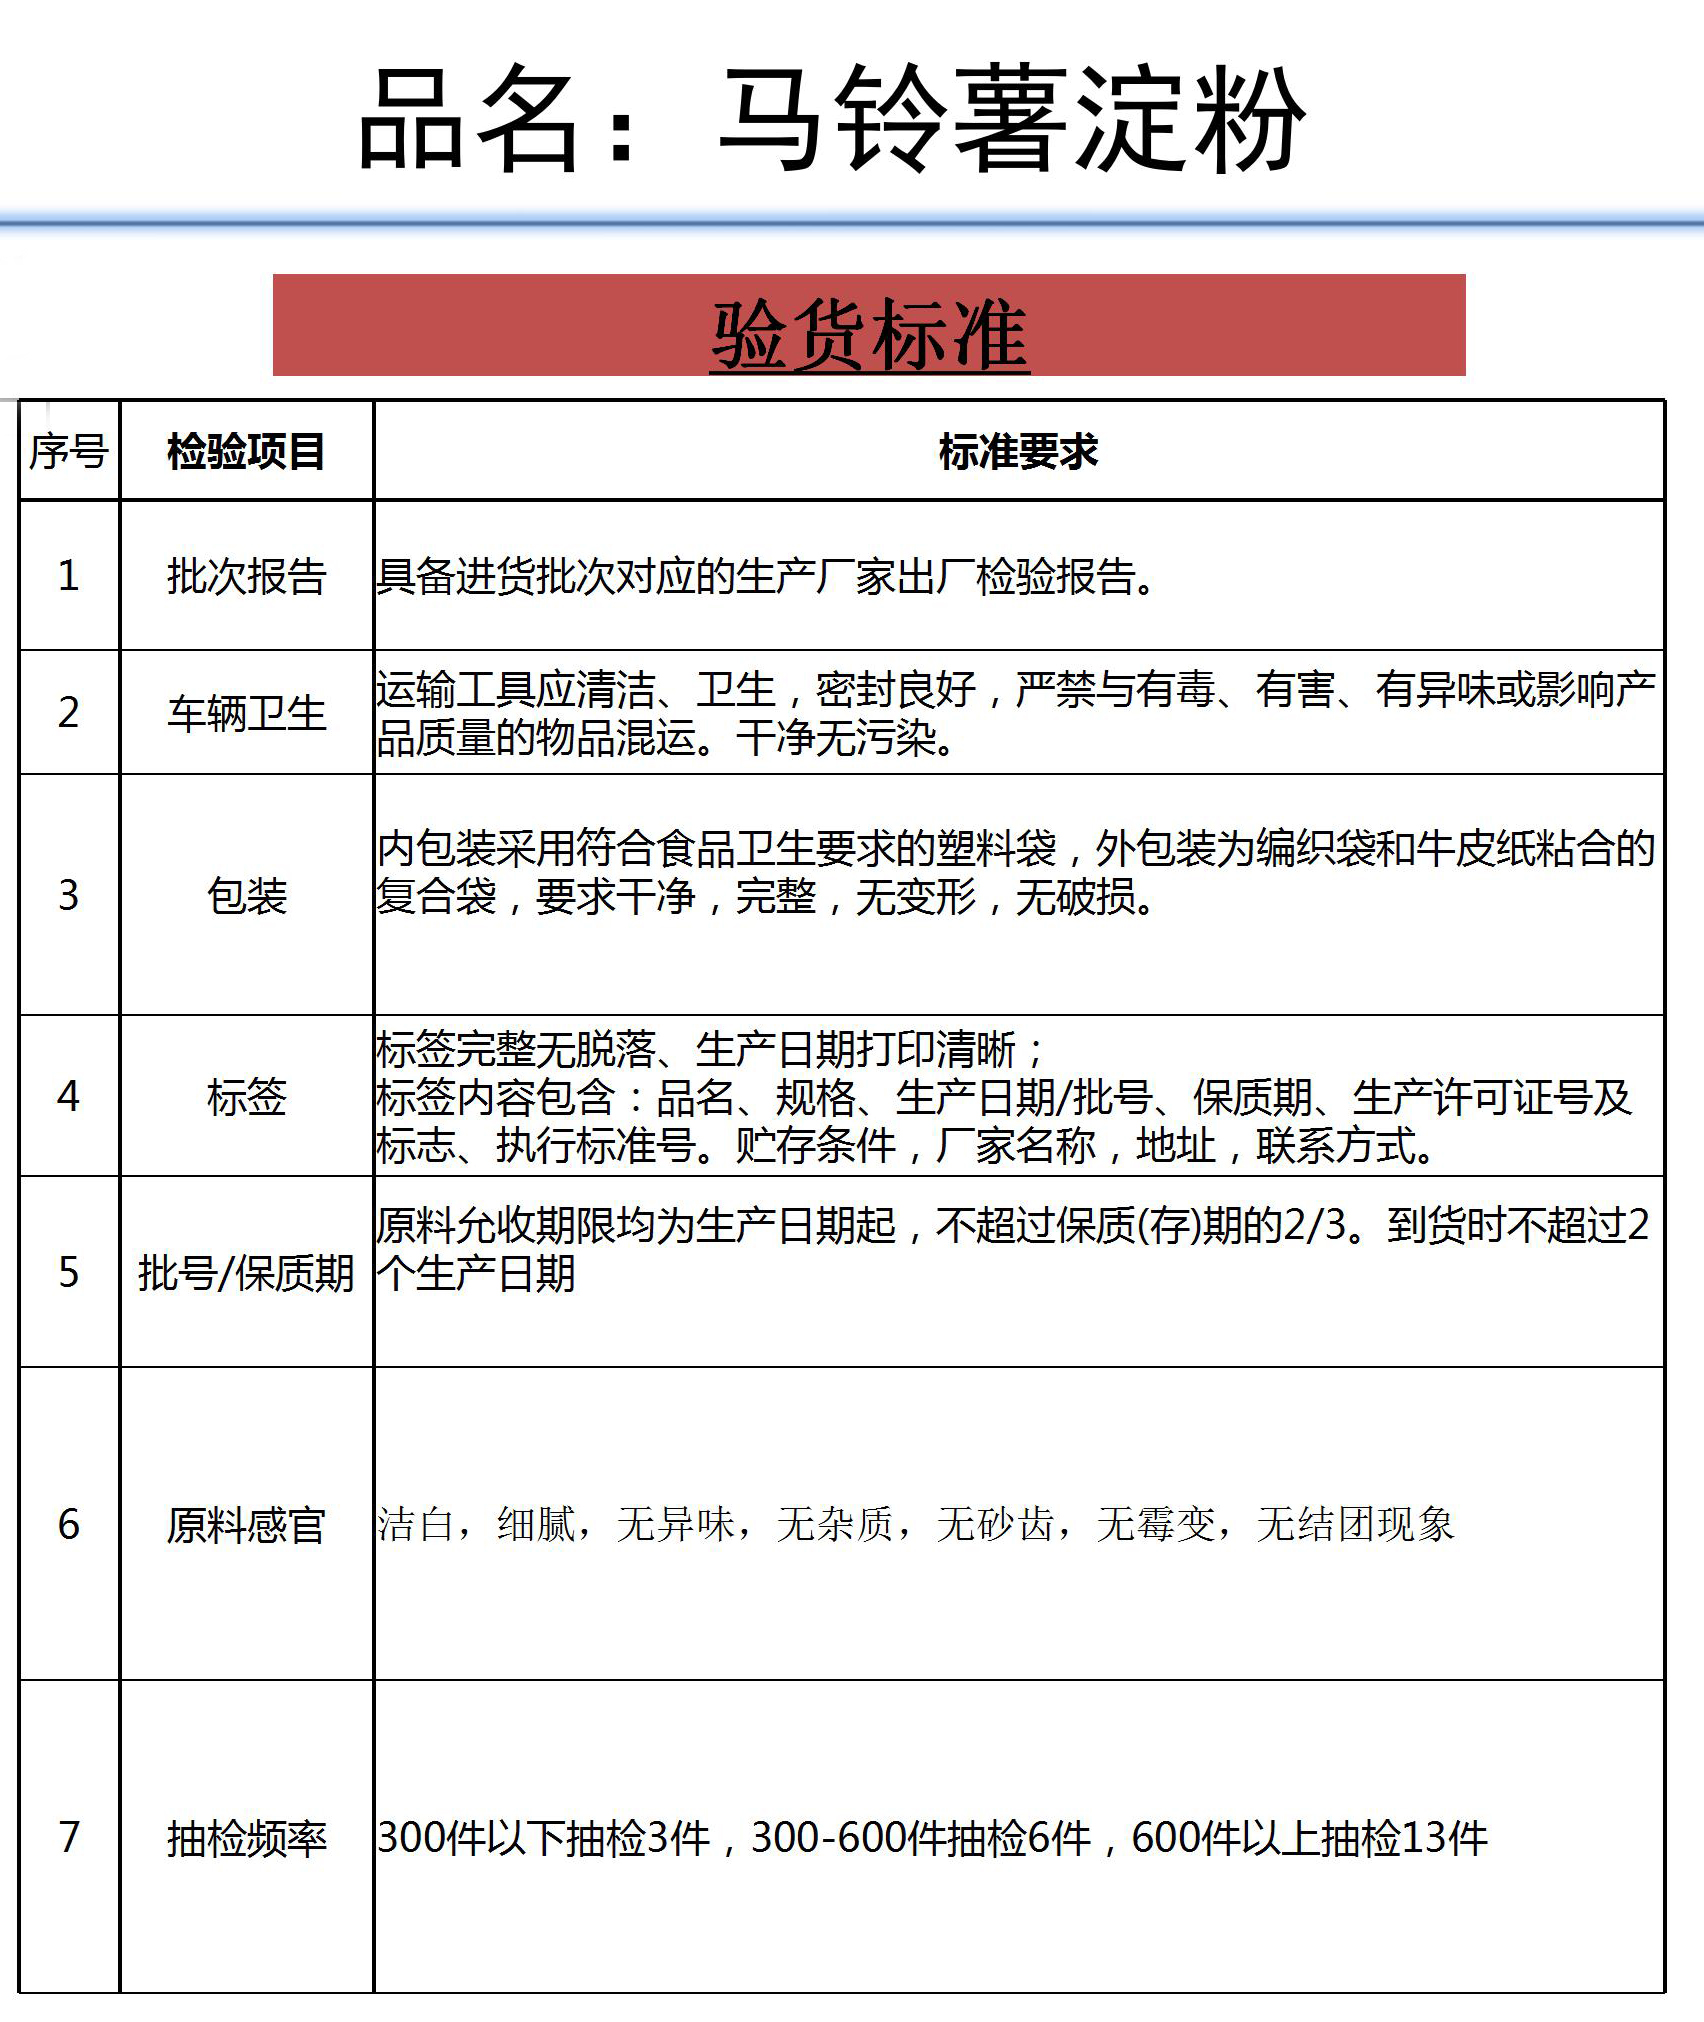 品名：马铃薯淀粉
验货标准
序号 检验项目 标准要求
1 批次报告 具备进货批次对应的生产厂家出厂检验报告。
2 车辆卫生 运输工具应清洁、卫生，密封良好，严禁与有毒、有害、有异味或影响产
品质量的物品混运。干净无污染。
3 包装 内包装采用符合食品卫生要求的塑料袋，外包装为编织袋和牛皮纸粘合的
复合袋，要求干净，完整，无变形，无破损。
4 标签 标签完整无脱落、生产日期打印清晰；
标签内容包含：品名、规格、生产日期/批号、保质期、生产许可证号及
标志、执行标准号。贮存条件，厂家名称，地址，联系方式。
5 批号/保质期 原料允收期限均为生产日期起，不超过保质(存)期的2/3。到货时不超过2
个生产日期
6 原料感官 洁白，细腻，无异味，无杂质，无砂齿，无霉变，无结团现象
7 抽检频率 300件以下抽检3件，300-600件抽检6件，600件以上抽检13件